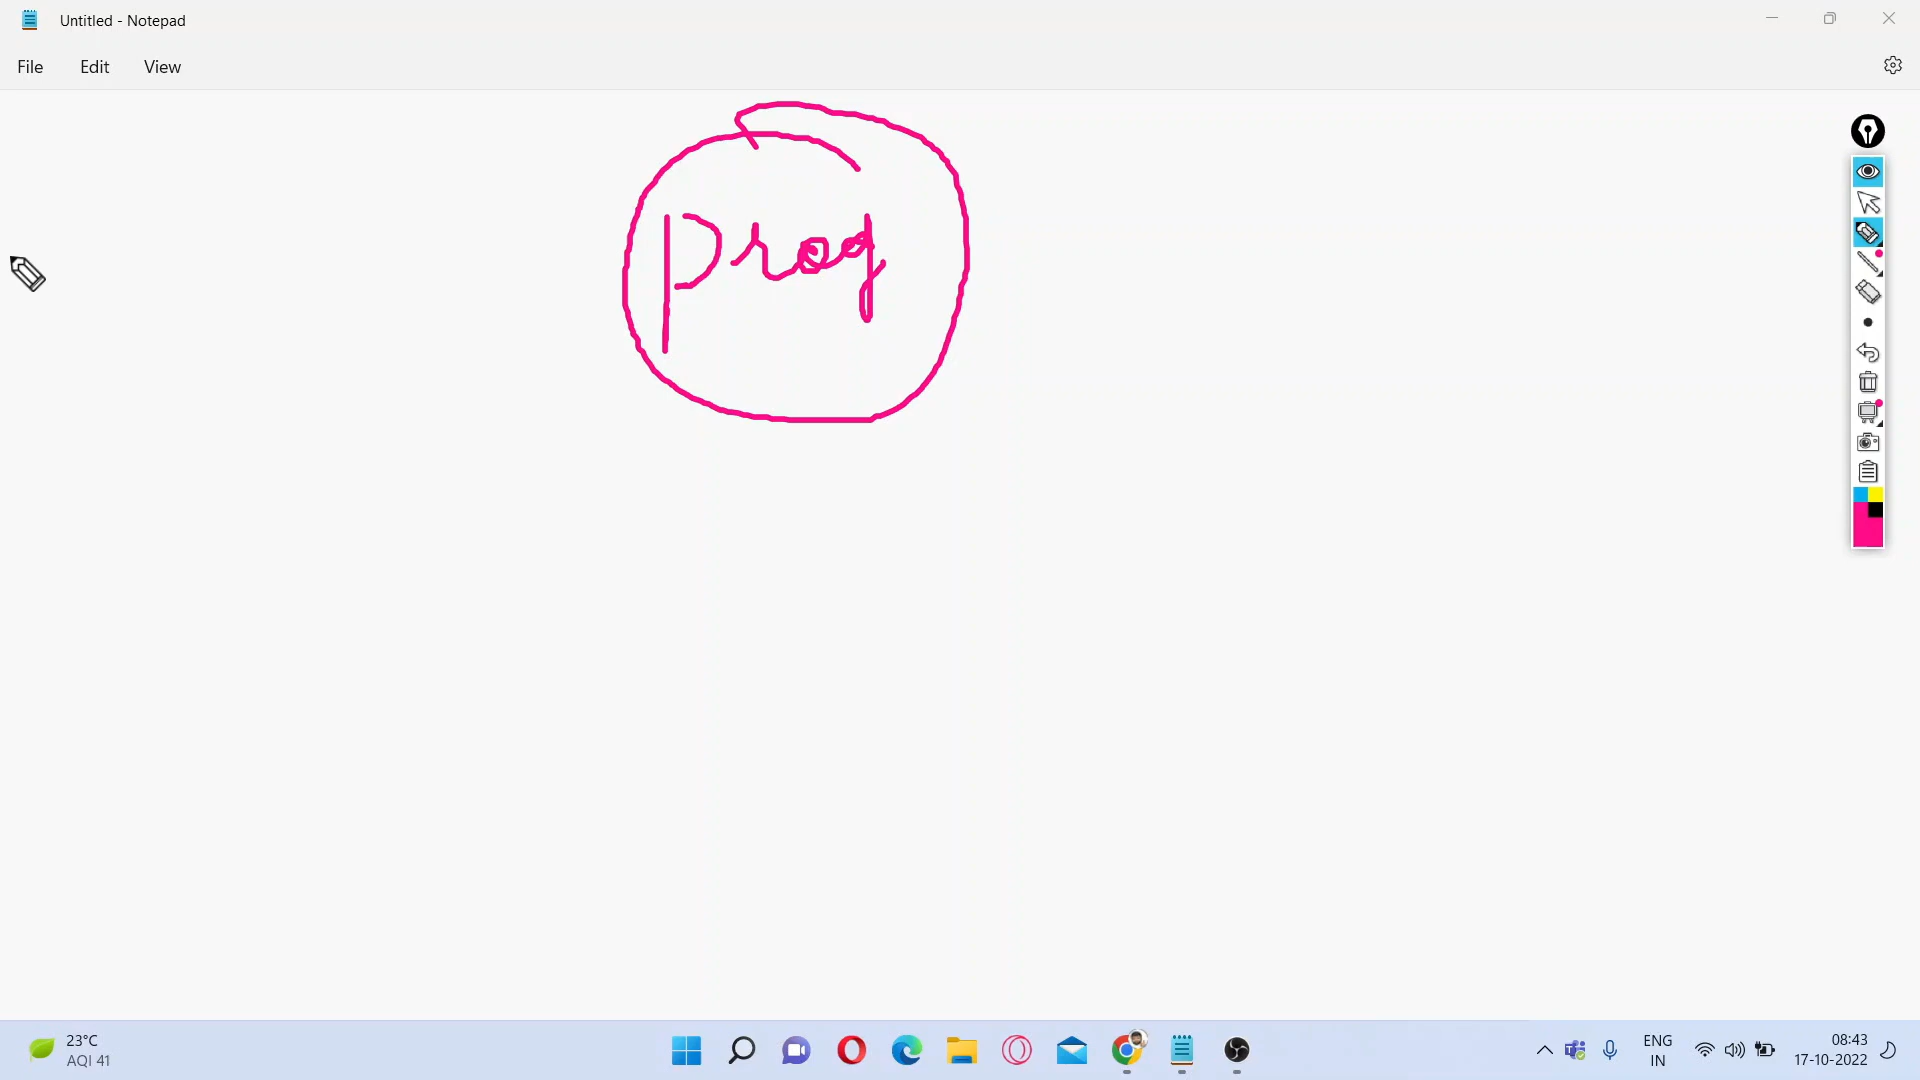 Untitled - Notepad
File Edit View
Prog
23°C
AQI 41
ENG
IN
08:43
17-10-2022